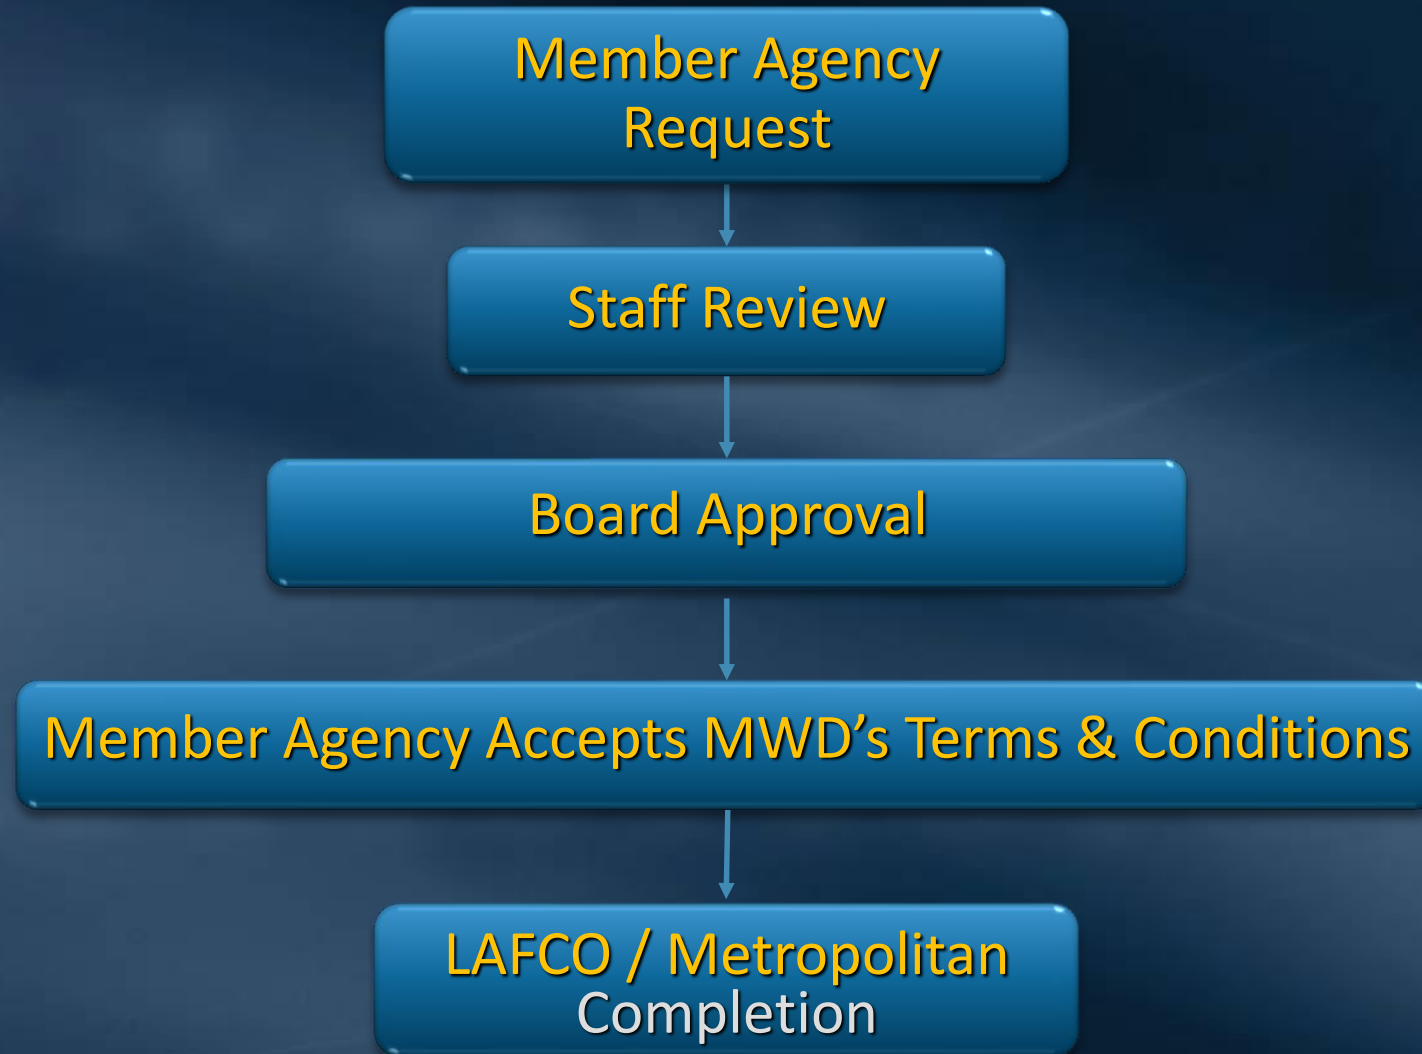 Member Agency
Request
Staff Review
Board Approval
Member Agency Accepts MWD’s Terms & Conditions
LAFCO / Metropolitan
Completion